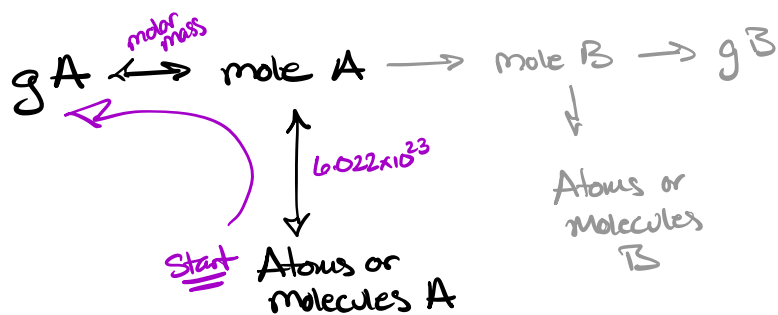 molar
mass
g A
mole A
mole B
g B
6.022x10²³
Atoms or
molecules
B
Start
Atoms or
molecules A